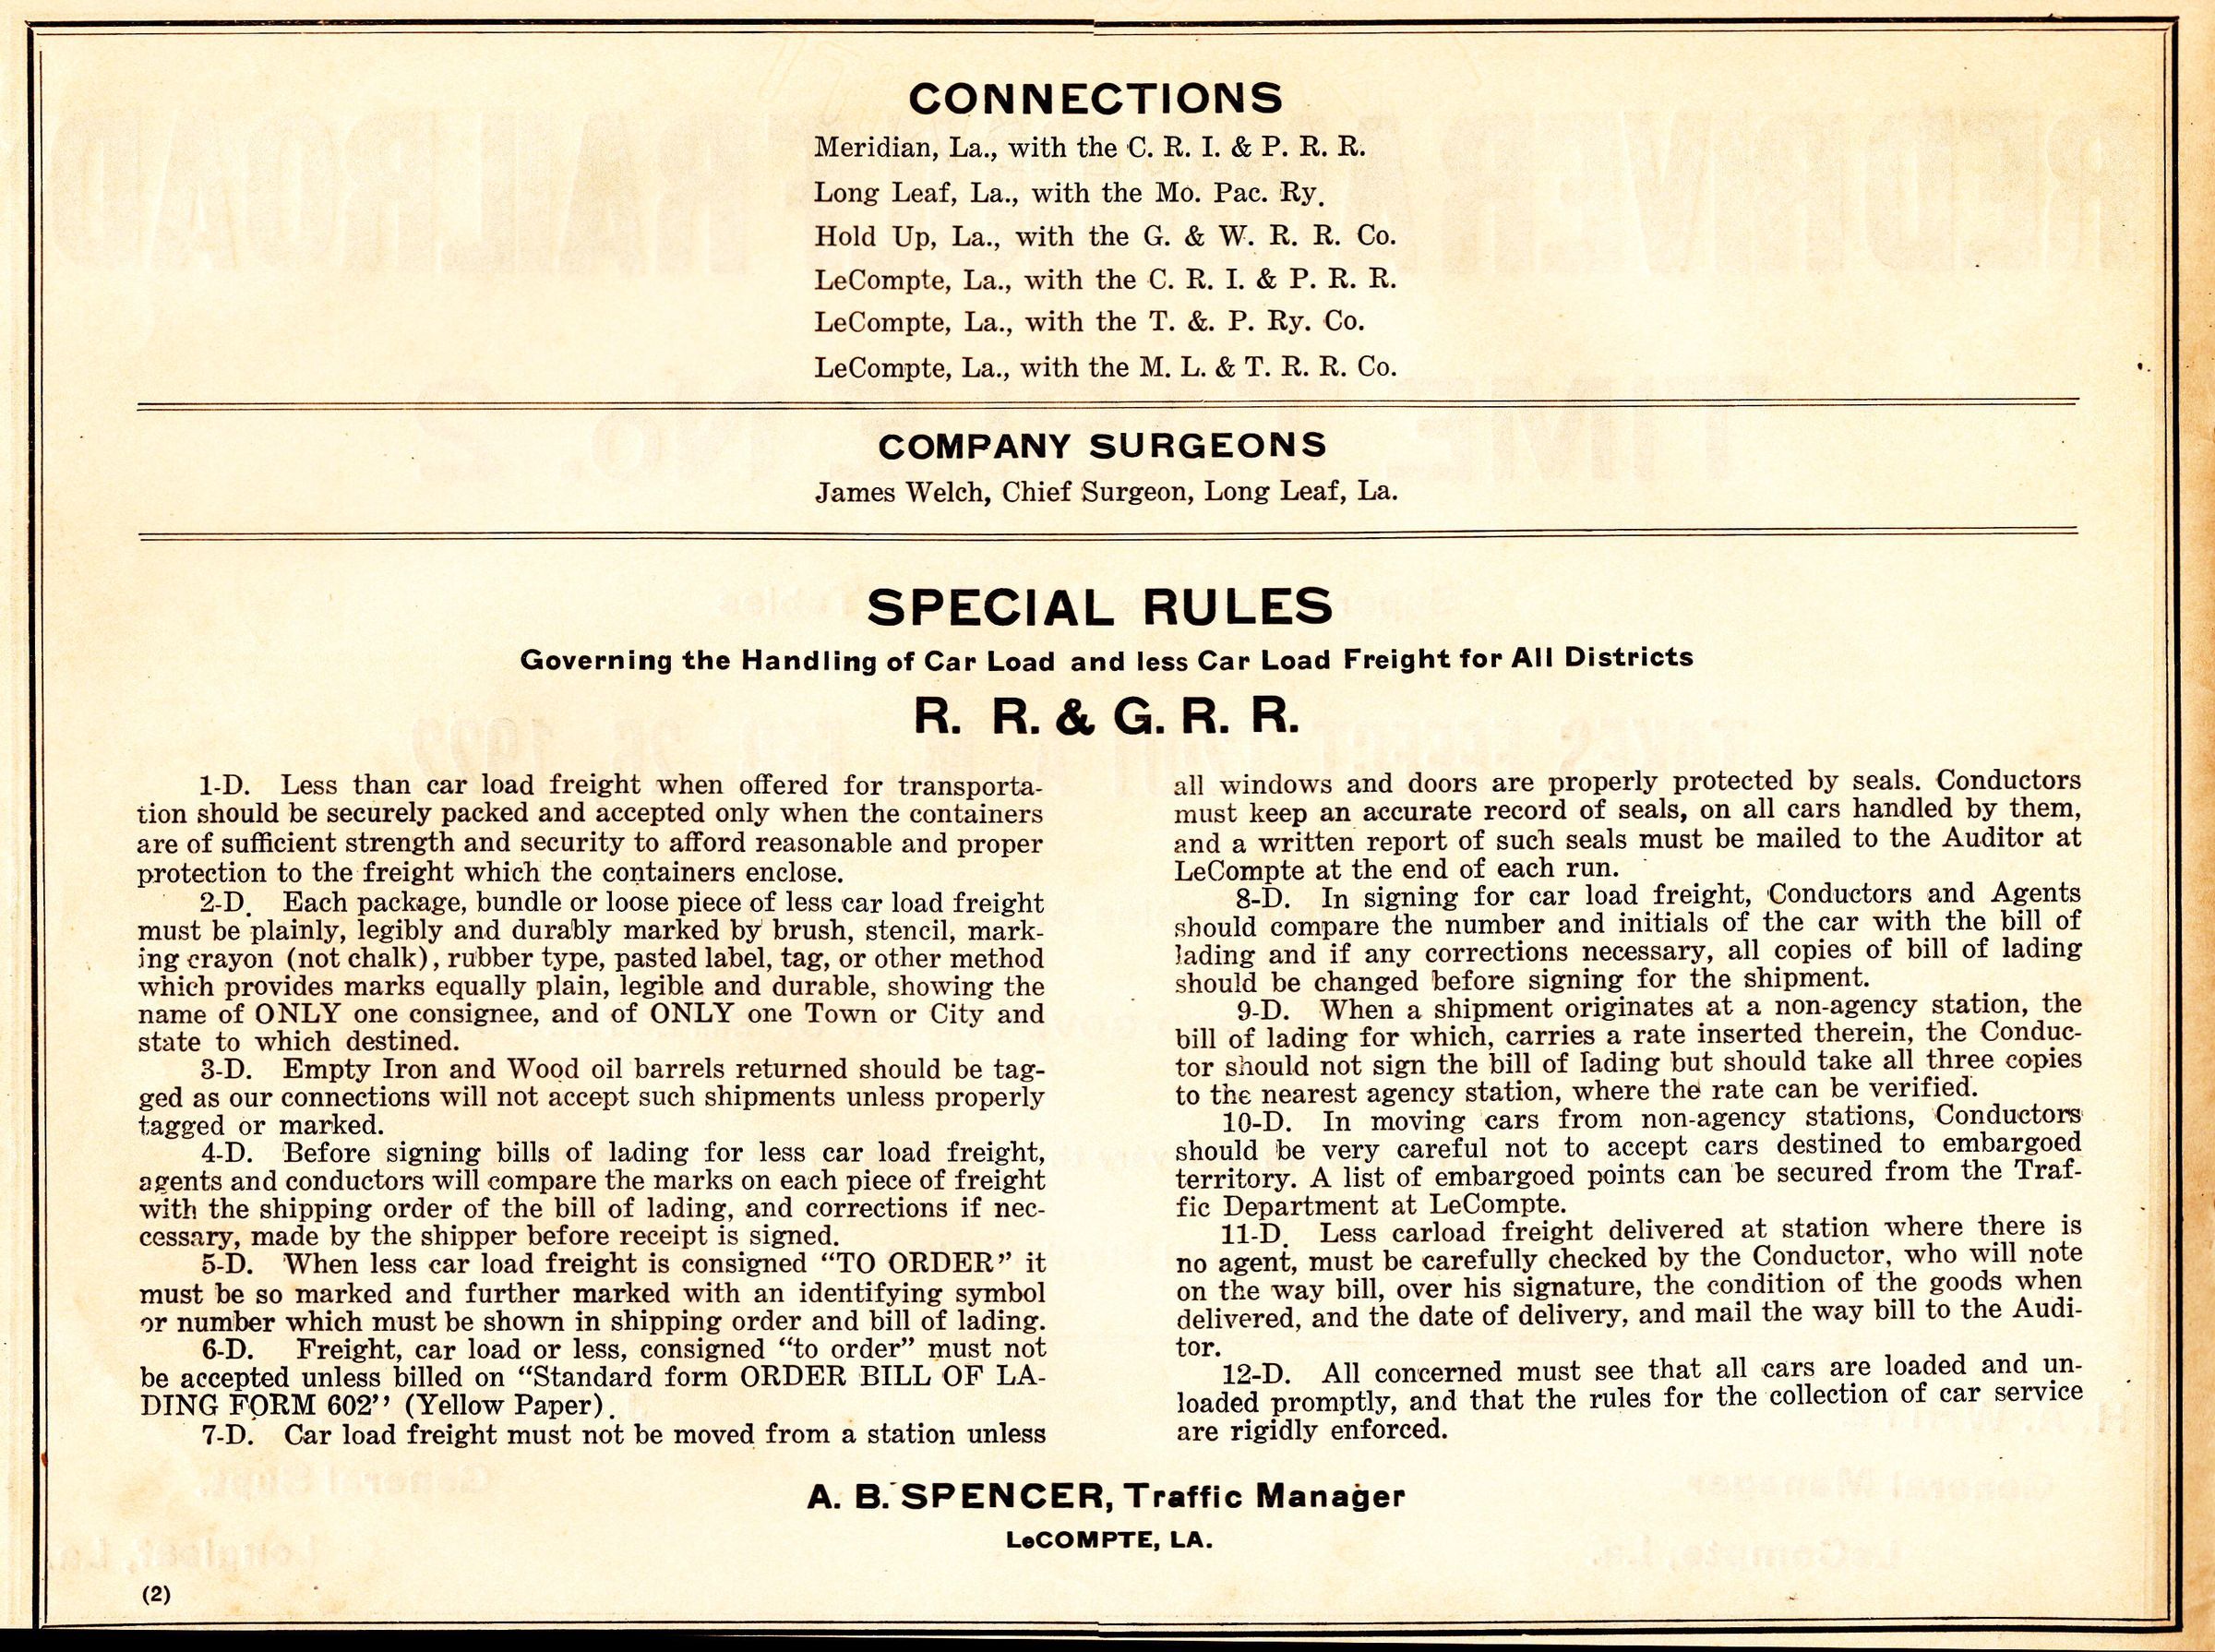 CONNECTIONS
Meridian, La., with the C. R. I. & P. R. R.
Long Leaf, La., with the Mo. Pac. Ry.
Hold Up, La., with the G. & W. R. R. Co.
LeCompte, La., with the C. R. I. & P. R. R.
LeCompte, La., with the T. &. P. Ry. Co.
LeCompte, La., with the M. L. & T. R. R. Co.
COMPANY SURGEONS
James Welch, Chief Surgeon, Long Leaf, La.
SPECIAL RULES
Governing the Handling of Car Load and less Car Load Freight for All Districts
R. R. & G. R. R.
1-D. Less than car load freight when offered for transporta-
tion should be securely packed and accepted only when the containers
are of sufficient strength and security to afford reasonable and proper
protection to the freight which the containers enclose.
2-D. Each package, bundle or loose piece of less car load freight
must be plainly, legibly and durably marked by brush, stencil, mark-
ing crayon (not chalk), rubber type, pasted label, tag, or other method
which provides marks equally plain, legible and durable, showing the
name of ONLY one consignee, and of ONLY one Town or City and
state to which destined.
3-D. Empty Iron and Wood oil barrels returned should be tag-
ged as our connections will not accept such shipments unless properly
tagged or marked.
4-D. Before signing bills of lading for less car load freight,
agents and conductors will compare the marks on each piece of freight
with the shipping order of the bill of lading, and corrections if nec-
cessary, made by the shipper before receipt is signed.
5-D. When less car load freight is consigned "TO ORDER" it
must be so marked and further marked with an identifying symbol
or number which must be shown in shipping order and bill of lading.
6-D. Freight, car load or less, consigned "to order" must not
be accepted unless billed on "Standard form ORDER BILL OF LA-
DING FORM 602" (Yellow Paper).
7-D. Car load freight must not be moved from a station unless
all windows and doors are properly protected by seals. Conductors
must keep an accurate record of seals, on all cars handled by them,
and a written report of such seals must be mailed to the Auditor at
LeCompte at the end of each run.
8-D. In signing for car load freight, Conductors and Agents
should compare the number and initials of the car with the bill of
lading and if any corrections necessary, all copies of bill of lading
should be changed before signing for the shipment.
9-D. When a shipment originates at a non-agency station, the
bill of lading for which, carries a rate inserted therein, the Conduc-
tor should not sign the bill of lading but should take all three copies
to the nearest agency station, where the rate can be verified.
10-D. In moving cars from non-agency stations, Conductors
should be very careful not to accept cars destined to embargoed
territory. A list of embargoed points can be secured from the Traf-
fic Department at LeCompte.
11-D. Less carload freight delivered at station where there is
no agent, must be carefully checked by the Conductor, who will note
on the way bill, over his signature, the condition of the goods when
delivered, and the date of delivery, and mail the way bill to the Audi-
tor.
12-D. All concerned must see that all cars are loaded and un-
loaded promptly, and that the rules for the collection of car service
are rigidly enforced.
A. B. SPENCER, Traffic Manager
LeCOMPTE, LA.
(2)